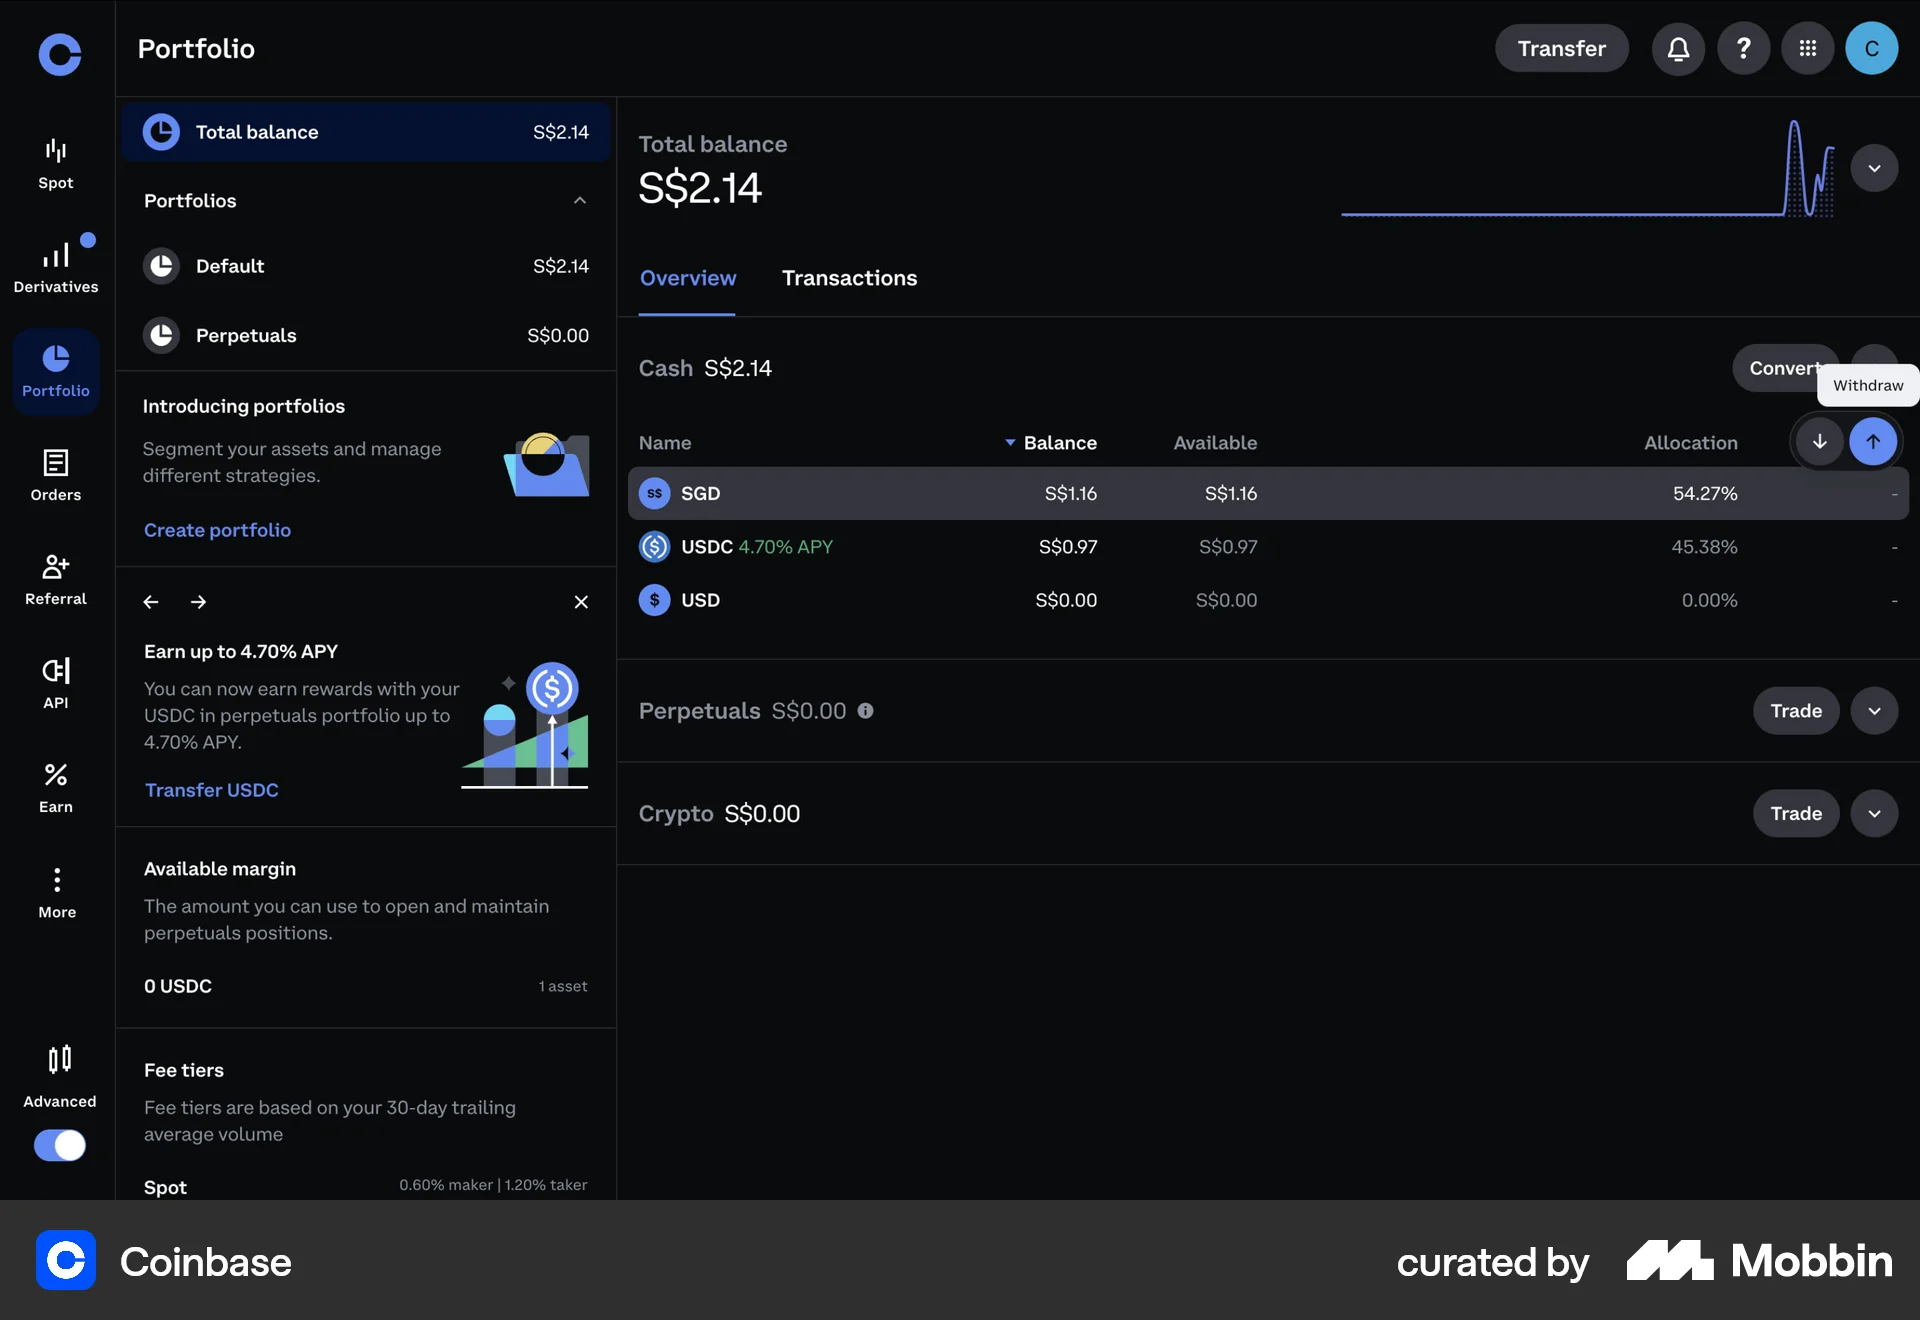 Portfolio
Transfer
?
C
Spot
Derivatives
Portfolio
Orders
Referral
API
Earn
More
Advanced
Total balance S$2.14
Portfolios
Default S$2.14
Perpetuals S$0.00
Introducing portfolios
Segment your assets and manage
different strategies.
Create portfolio
Earn up to 4.70% APY
You can now earn rewards with your
USDC in perpetuals portfolio up to
4.70% APY.
Transfer USDC
Available margin
The amount you can use to open and maintain
perpetuals positions.
0 USDC 1 asset
Fee tiers
Fee tiers are based on your 30-day trailing
average volume
Spot 0.60% maker | 1.20% taker
Total balance
S$2.14
Overview Transactions
Cash S$2.14
Convert
Withdraw
Name Balance Available Allocation
S$ SGD S$1.16 S$1.16 54.27% -
$ USDC 4.70% APY S$0.97 S$0.97 45.38% -
$ USD S$0.00 S$0.00 0.00% -
Perpetuals S$0.00 Trade
Crypto S$0.00 Trade
Coinbase
curated by Mobbin